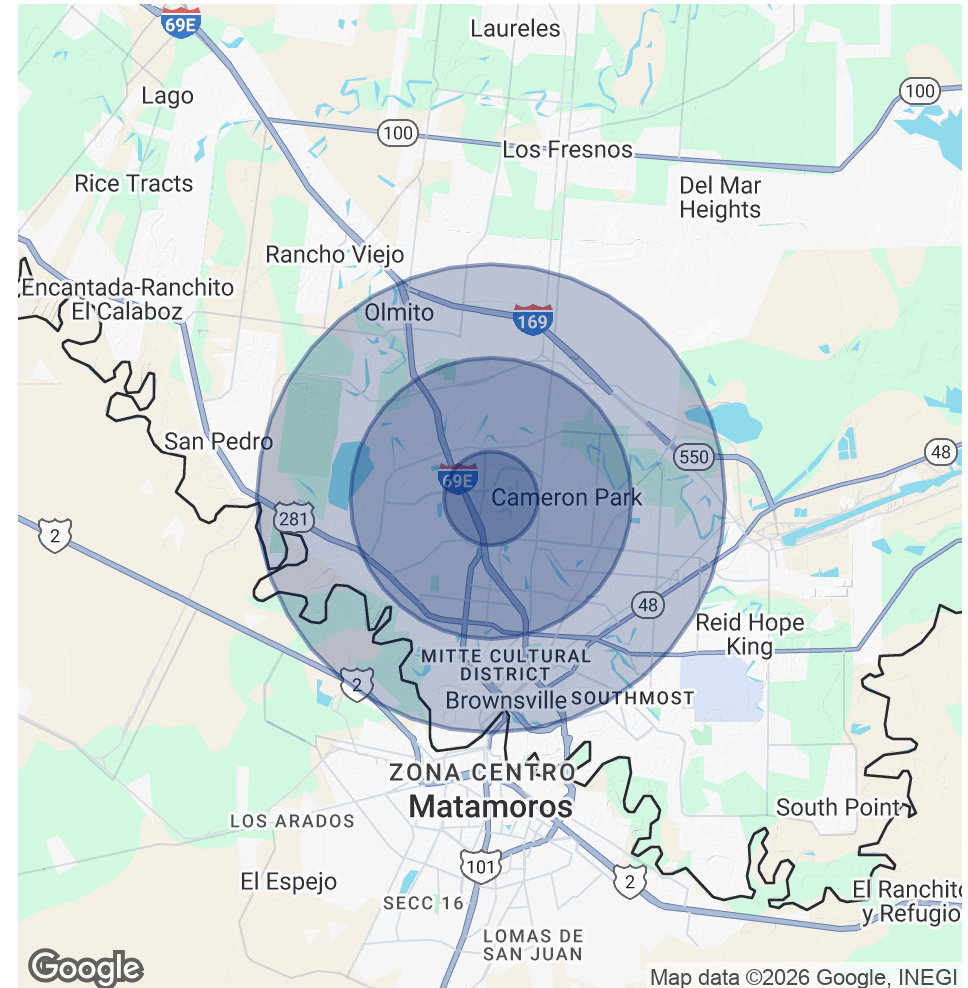 69E
Laureles
Lago
100
100
Los Fresnos
Rice Tracts
Del Mar
Heights
Rancho Viejo
Encantada-Ranchito
El Calaboz
Olmito
169
San Pedro
550
48
69E
Cameron Park
281
2
48
Reid Hope
King
MITTE CULTURAL
DISTRICT
2
Brownsville
SOUTHMOST
ZONA CENTRO
Matamoros
South Point
LOS ARADOS
101
El Espejo
2
El Ranchito
y Refugio
SECC 16
LOMAS DE
SAN JUAN
Google
Map data ©2026 Google, INEGI